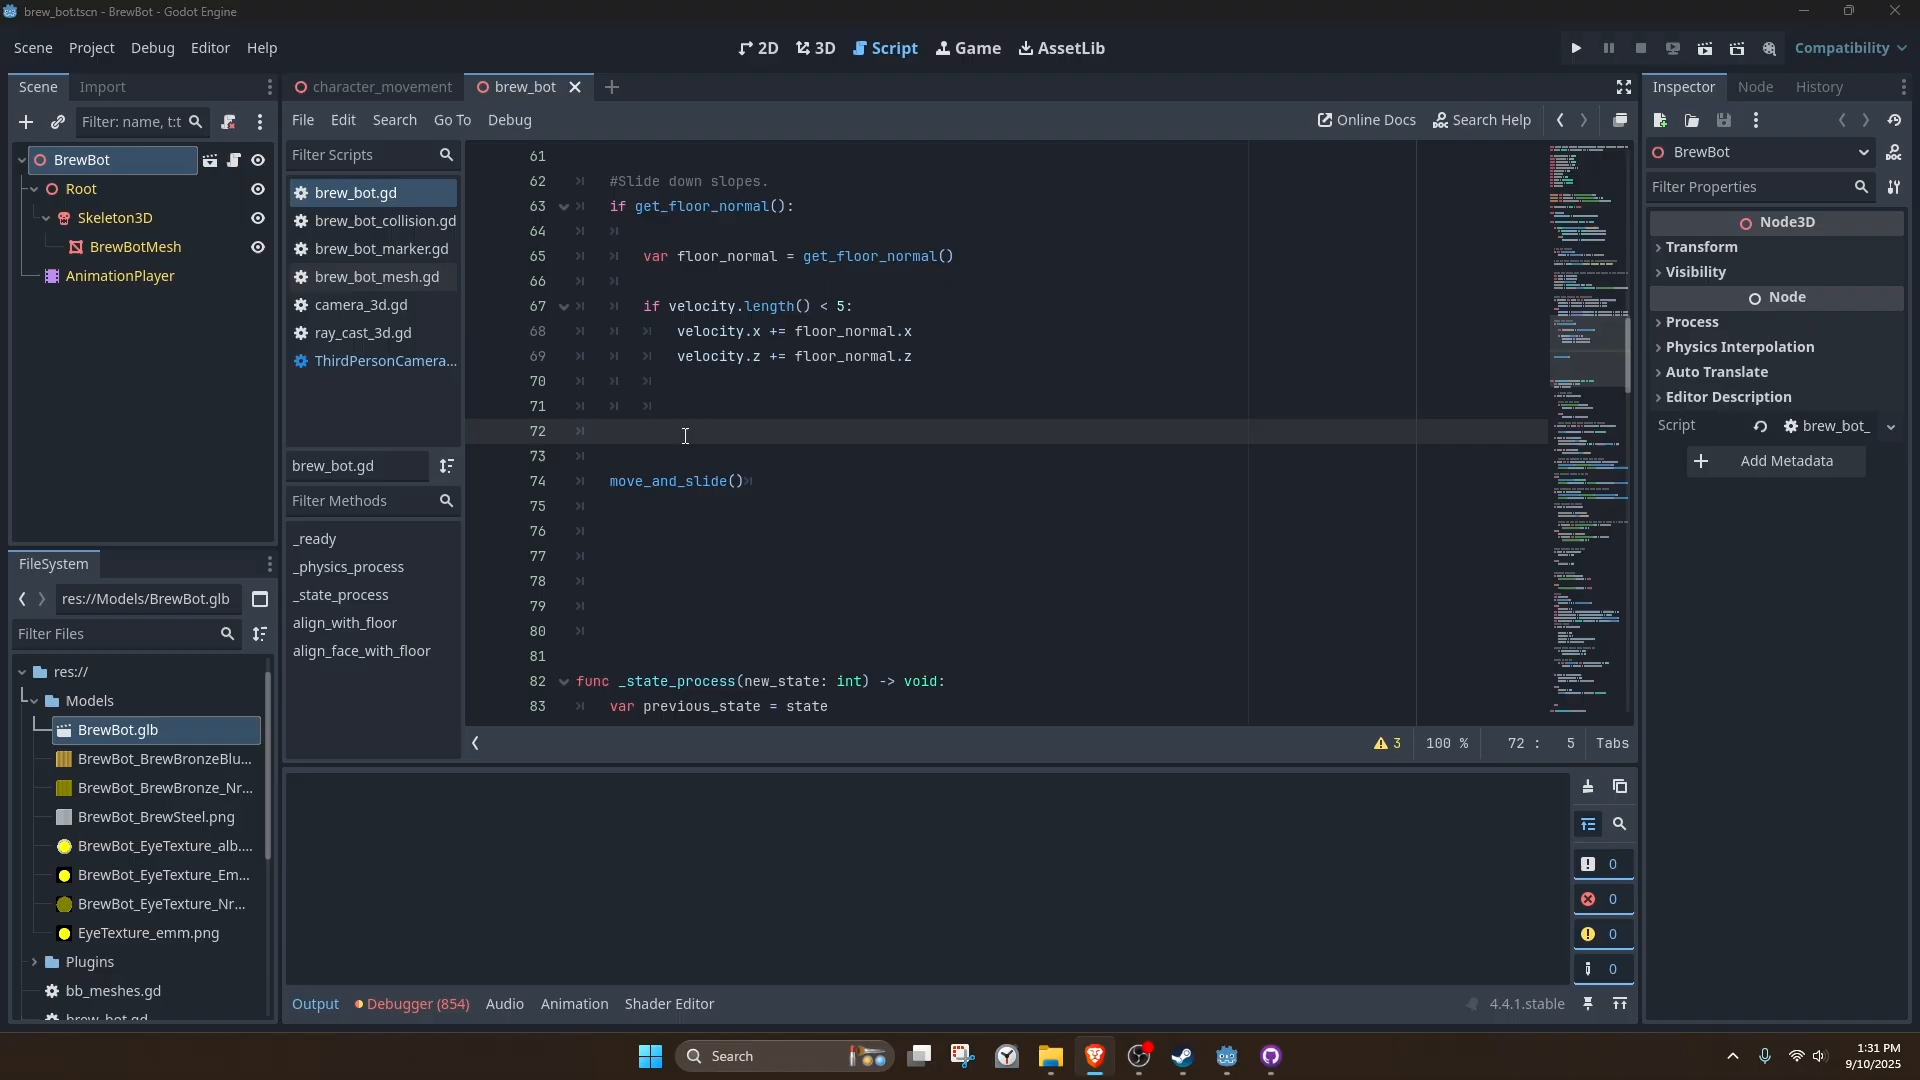 brew_bot.tscn - BrewBot - Godot Engine
Scene Project Debug Editor Help
2D 3D Script Game AssetLib
Compatibility
Scene Import
Filter: name, t:t
BrewBot
Root
Skeleton3D
BrewBotMesh
AnimationPlayer
FileSystem
res://Models/BrewBot.glb
Filter Files
res://
Models
BrewBot.glb
BrewBot_BrewBronzeBlu...
BrewBot_BrewBronze_Nr...
BrewBot_BrewSteel.png
BrewBot_EyeTexture_alb....
BrewBot_EyeTexture_Em...
BrewBot_EyeTexture_Nr...
EyeTexture_emm.png
Plugins
bb_meshes.gd
brew_bot.gd
character_movement brew_bot
File Edit Search Go To Debug
Online Docs Search Help
Filter Scripts
brew_bot.gd
brew_bot_collision.gd
brew_bot_marker.gd
brew_bot_mesh.gd
camera_3d.gd
ray_cast_3d.gd
ThirdPersonCamera...
brew_bot.gd
Filter Methods
_ready
_physics_process
_state_process
align_with_floor
align_face_with_floor
61
62 #Slide down slopes.
63 if get_floor_normal():
64
65 var floor_normal = get_floor_normal()
66
67 if velocity.length() < 5:
68 velocity.x += floor_normal.x
69 velocity.z += floor_normal.z
70
71
72
73
74 move_and_slide()
75
76
77
78
79
80
81
82 func _state_process(new_state: int) -> void:
83 var previous_state = state
3 100 % 72 : 5 Tabs
0
0
0
0
Output Debugger (854) Audio Animation Shader Editor
4.4.1.stable
Inspector Node History
BrewBot
Filter Properties
Node3D
Transform
Visibility
Node
Process
Physics Interpolation
Auto Translate
Editor Description
Script brew_bot_
Add Metadata
Search
1:31 PM
9/10/2025